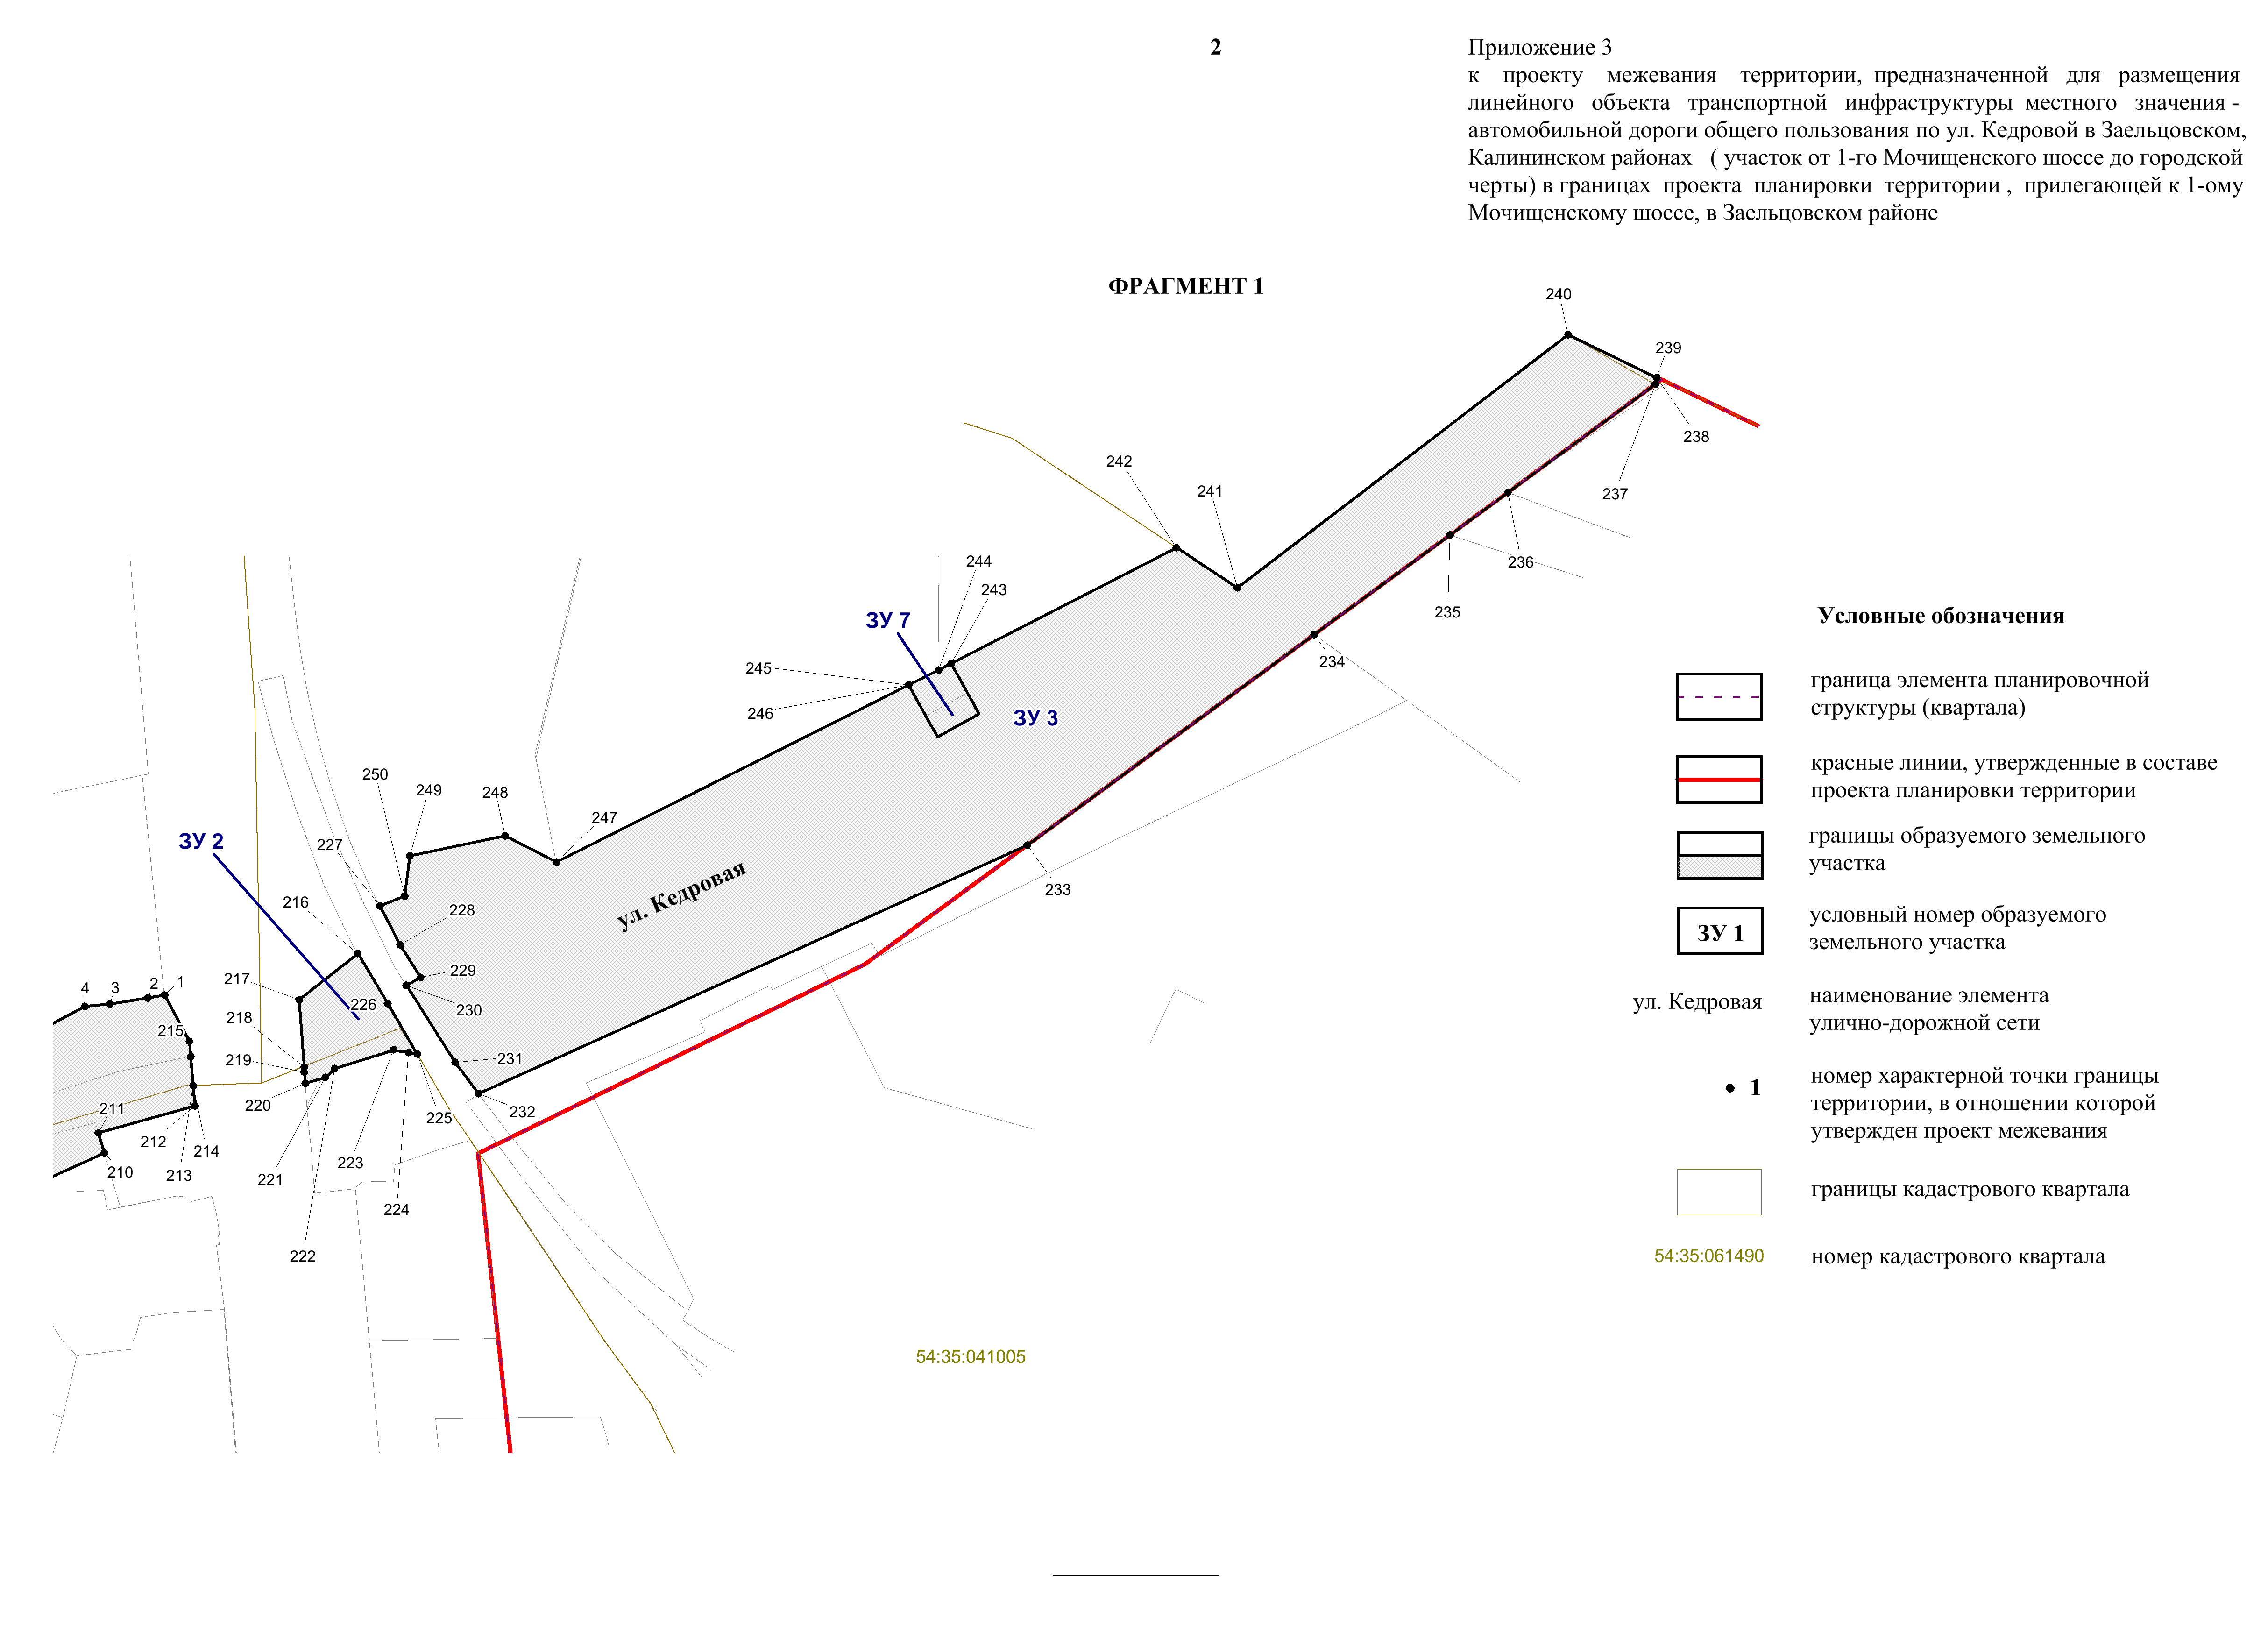 2
Приложение 3
к проекту межевания территории, предназначенной для размещения
линейного объекта транспортной инфраструктуры местного значения -
автомобильной дороги общего пользования по ул. Кедровой в Заельцовском,
Калининском районах ( участок от 1-го Мочищенского шоссе до городской
черты) в границах проекта планировки территории , прилегающей к 1-ому
Мочищенскому шоссе, в Заельцовском районе
ФРАГМЕНТ 1
240
239
238
242
241
237
236
244
243
235
ЗУ 7
234
245
246
ЗУ 3
250
249
248
247
ЗУ 2
227
ул. Кедровая
233
216
228
217
229
4
3
2
1
226
230
218
215
219
231
220
211
225
232
212
214
223
210
213
221
224
222
54:35:041005
Условные обозначения
граница элемента планировочной
структуры (квартала)
красные линии, утвержденные в составе
проекта планировки территории
границы образуемого земельного
участка
ЗУ 1
условный номер образуемого
земельного участка
ул. Кедровая
наименование элемента
улично-дорожной сети
1
номер характерной точки границы
территории, в отношении которой
утвержден проект межевания
границы кадастрового квартала
54:35:061490
номер кадастрового квартала